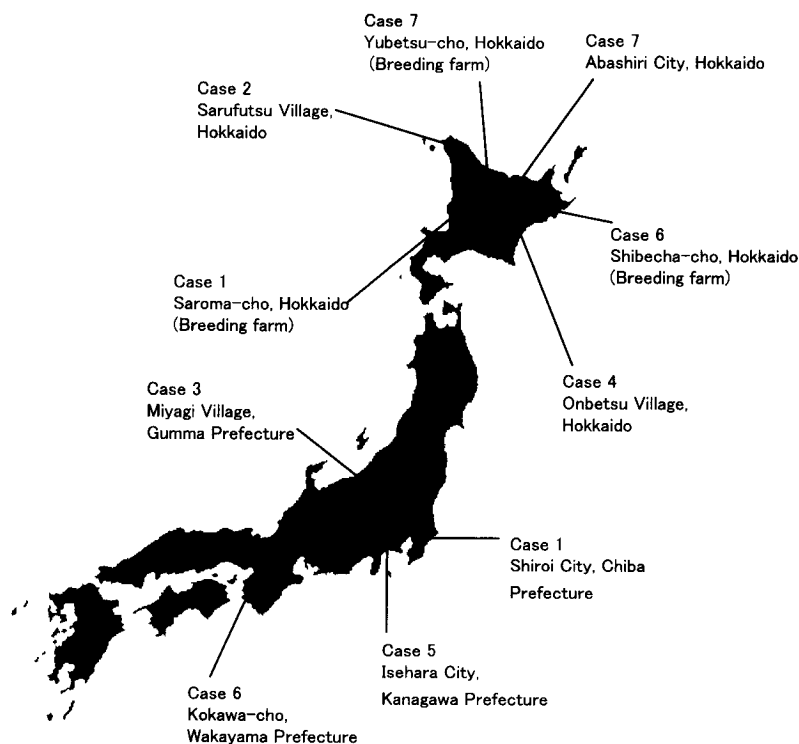 Case 7
Yubetsu-cho, Hokkaido
(Breeding farm)
Case 7
Abashiri City, Hokkaido
Case 2
Sarufutsu Village,
Hokkaido
Case 6
Shibecha-cho, Hokkaido
(Breeding farm)
Case 1
Saroma-cho, Hokkaido
(Breeding farm)
Case 4
Onbetsu Village,
Hokkaido
Case 3
Miyagi Village,
Gumma Prefecture
Case 1
Shiroi City, Chiba
Prefecture
Case 5
Isehara City,
Kanagawa Prefecture
Case 6
Kokawa-cho,
Wakayama Prefecture